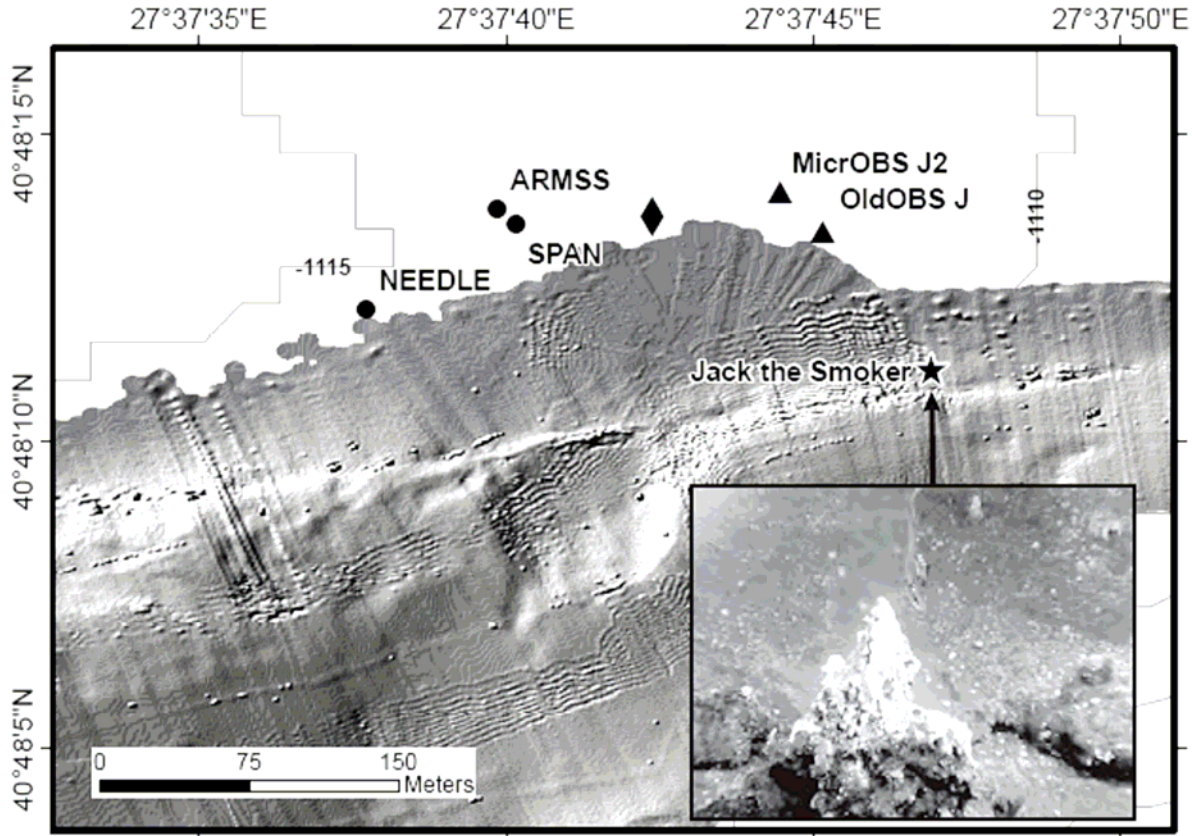 27°37'35"E 27°37'40"E 27°37'45"E 27°37'50"E
40°48'15"N
MicrOBS J2
ARMSS
OldOBS J
-1110
SPAN
-1115
NEEDLE
Jack the Smoker
40°48'10"N
40°48'5"N
0 75 150
Meters